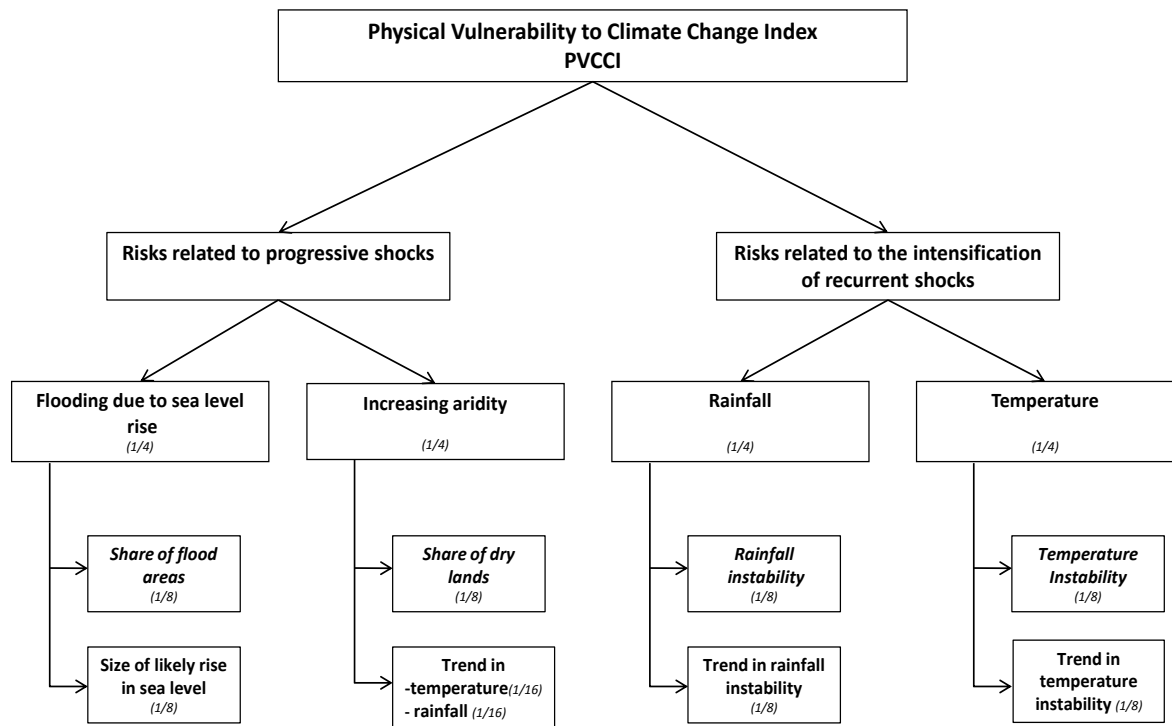 Physical Vulnerability to Climate Change Index
PVCCI
Risks related to progressive shocks
Risks related to the intensification
of recurrent shocks
Flooding due to sea level
rise
(1/4)
Increasing aridity
(1/4)
Rainfall
(1/4)
Temperature
(1/4)
Share of flood
areas
(1/8)
Share of dry
lands
(1/8)
Rainfall
instability
(1/8)
Temperature
Instability
(1/8)
Size of likely rise
in sea level
(1/8)
Trend in
-temperature(1/16)
- rainfall (1/16)
Trend in rainfall
instability
(1/8)
Trend in
temperature
instability (1/8)